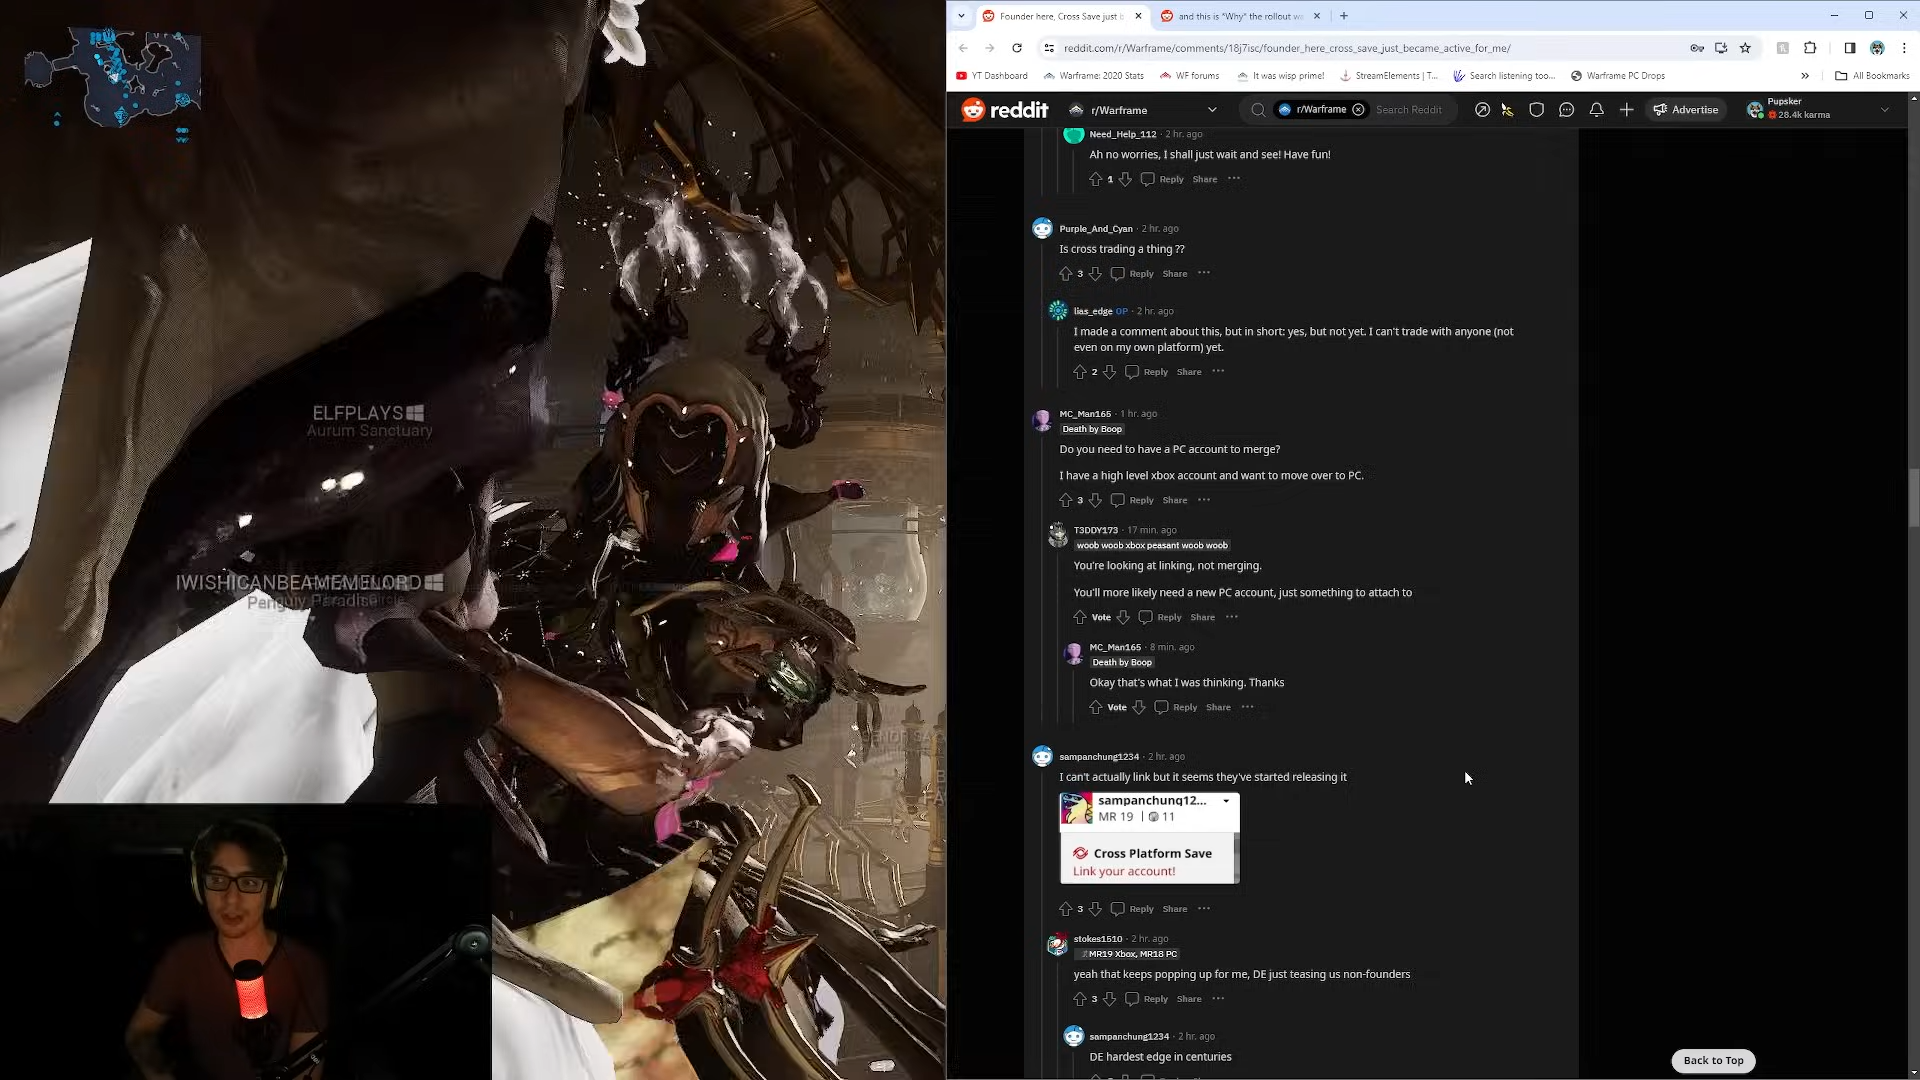 Founder here, Cross Save just b
and this is "Why" the rollout wa
reddit.com/r/Warframe/comments/18j7isc/founder_here_cross_save_just_became_active_for_me/
YT Dashboard
Warframe: 2020 Stats
WF forums
It was wisp prime!
StreamElements | T...
Search listening too...
Warframe PC Drops
»
All Bookmarks
reddit
r/Warframe
r/Warframe
Search Reddit
Advertise
Pupsker
28.4k karma
Need_Help_112 · 2 hr. ago
Ah no worries, I shall just wait and see! Have fun!
1 Reply Share ···
Purple_And_Cyan · 2 hr. ago
Is cross trading a thing ??
3 Reply Share ···
lias_edge OP · 2 hr. ago
I made a comment about this, but in short: yes, but not yet. I can't trade with anyone (not
even on my own platform) yet.
2 Reply Share ···
MC_Man165 · 1 hr. ago
Death by Boop
Do you need to have a PC account to merge?
I have a high level xbox account and want to move over to PC.
3 Reply Share ···
T3DDY173 · 17 min. ago
woob woob xbox peasant woob woob
You're looking at linking, not merging.
You'll more likely need a new PC account, just something to attach to
Vote Reply Share ···
MC_Man165 · 8 min. ago
Death by Boop
Okay that's what I was thinking. Thanks
Vote Reply Share ···
sampanchung1234 · 2 hr. ago
I can't actually link but it seems they've started releasing it
sampanchung12...
MR 19 | 11
Cross Platform Save
Link your account!
3 Reply Share ···
stokes1510 · 2 hr. ago
MR19 Xbox, MR18 PC
yeah that keeps popping up for me, DE just teasing us non-founders
3 Reply Share ···
sampanchung1234 · 2 hr. ago
DE hardest edge in centuries
Back to Top
ELFPLAYS
Aurum Sanctuary
IWISHICANBEAMEMELORD
Penguiy Paradise